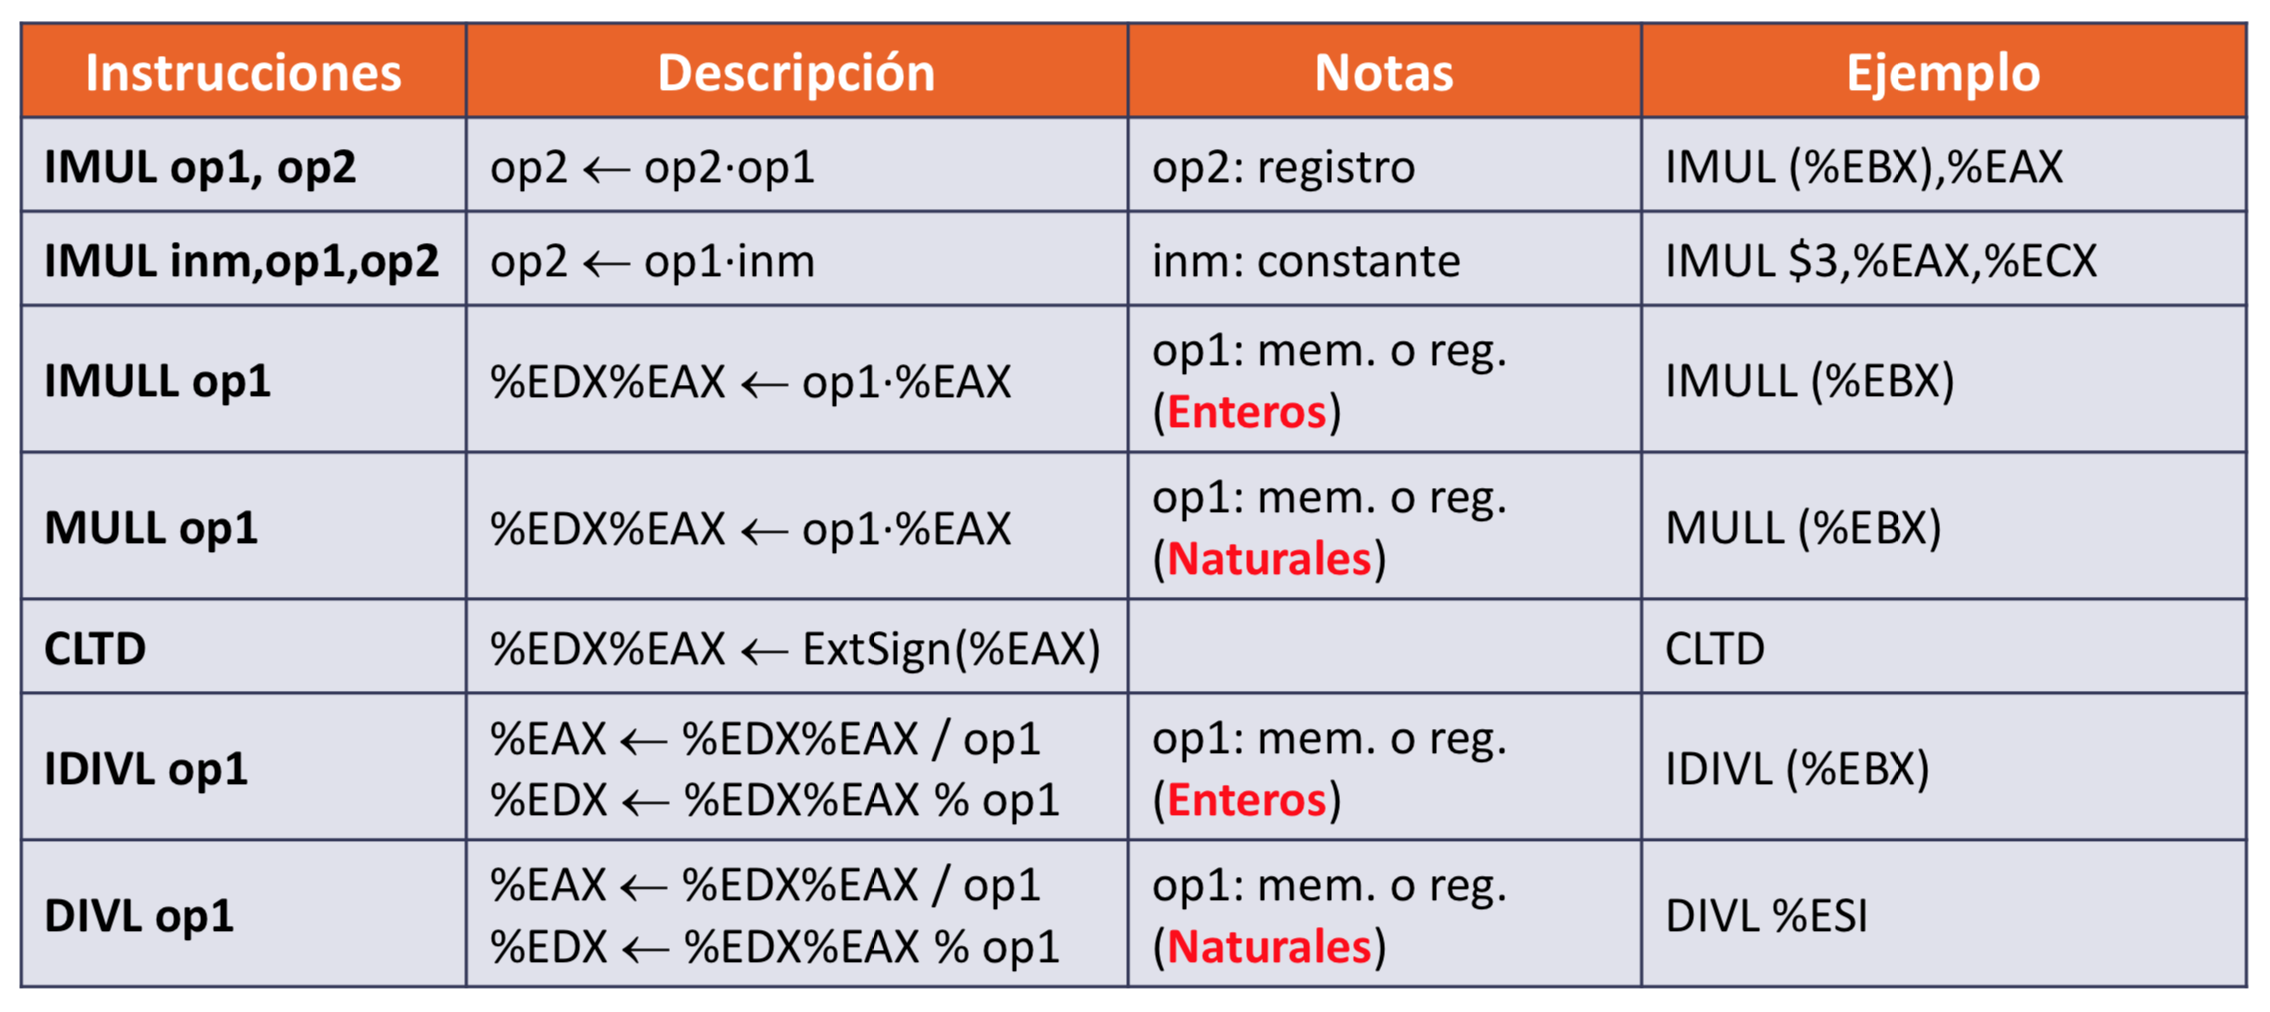 Instrucciones Descripción Notas Ejemplo
IMUL op1, op2 op2 ← op2·op1 op2: registro IMUL (%EBX),%EAX
IMUL inm,op1,op2 op2 ← op1·inm inm: constante IMUL $3,%EAX,%ECX
IMULL op1 %EDX%EAX ← op1·%EAX op1: mem. o reg. IMULL (%EBX)
(Enteros)
MULL op1 %EDX%EAX ← op1·%EAX op1: mem. o reg. MULL (%EBX)
(Naturales)
CLTD %EDX%EAX ← ExtSign(%EAX) CLTD
IDIVL op1 %EAX ← %EDX%EAX / op1 op1: mem. o reg. IDIVL (%EBX)
%EDX ← %EDX%EAX % op1 (Enteros)
DIVL op1 %EAX ← %EDX%EAX / op1 op1: mem. o reg. DIVL %ESI
%EDX ← %EDX%EAX % op1 (Naturales)